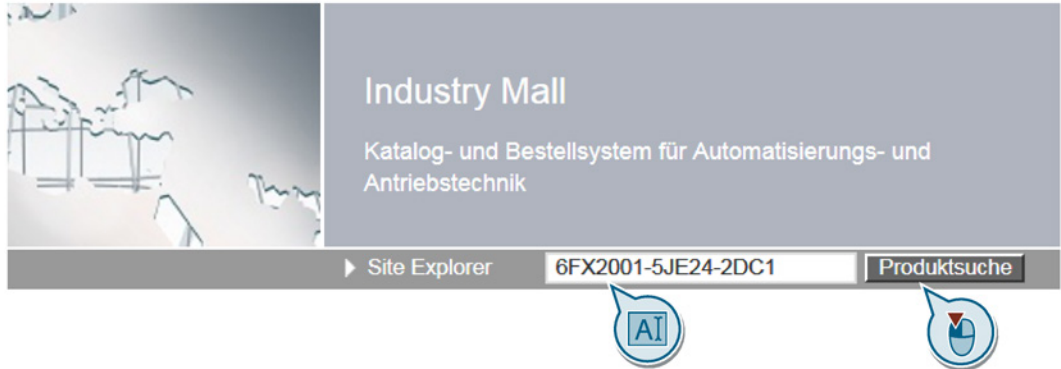 Industry Mall
Katalog- und Bestellsystem für Automatisierungs- und
Antriebstechnik
Site Explorer 6FX2001-5JE24-2DC1 Produktsuche
AI